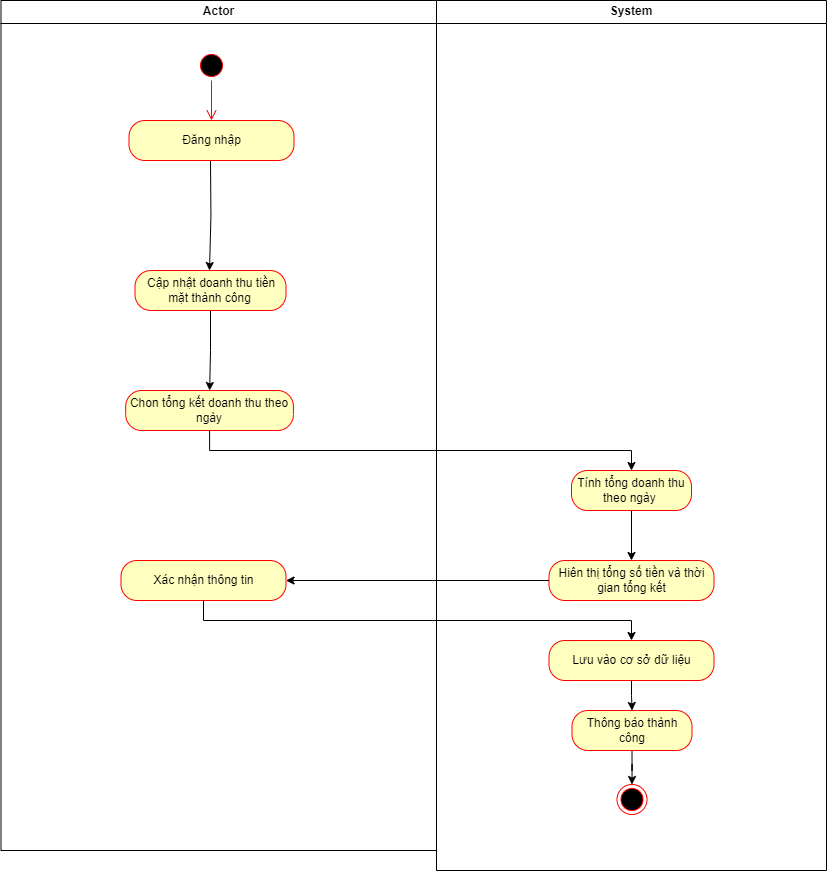 Actor
System
Đăng nhập
Cập nhật doanh thu tiền
mặt thành công
Chon tổng kết doanh thu theo
ngày
Tính tổng doanh thu
theo ngày
Hiên thị tổng số tiền và thời
gian tổng kết
Xác nhận thông tin
Lưu vào cơ sở dữ liệu
Thông báo thành
công